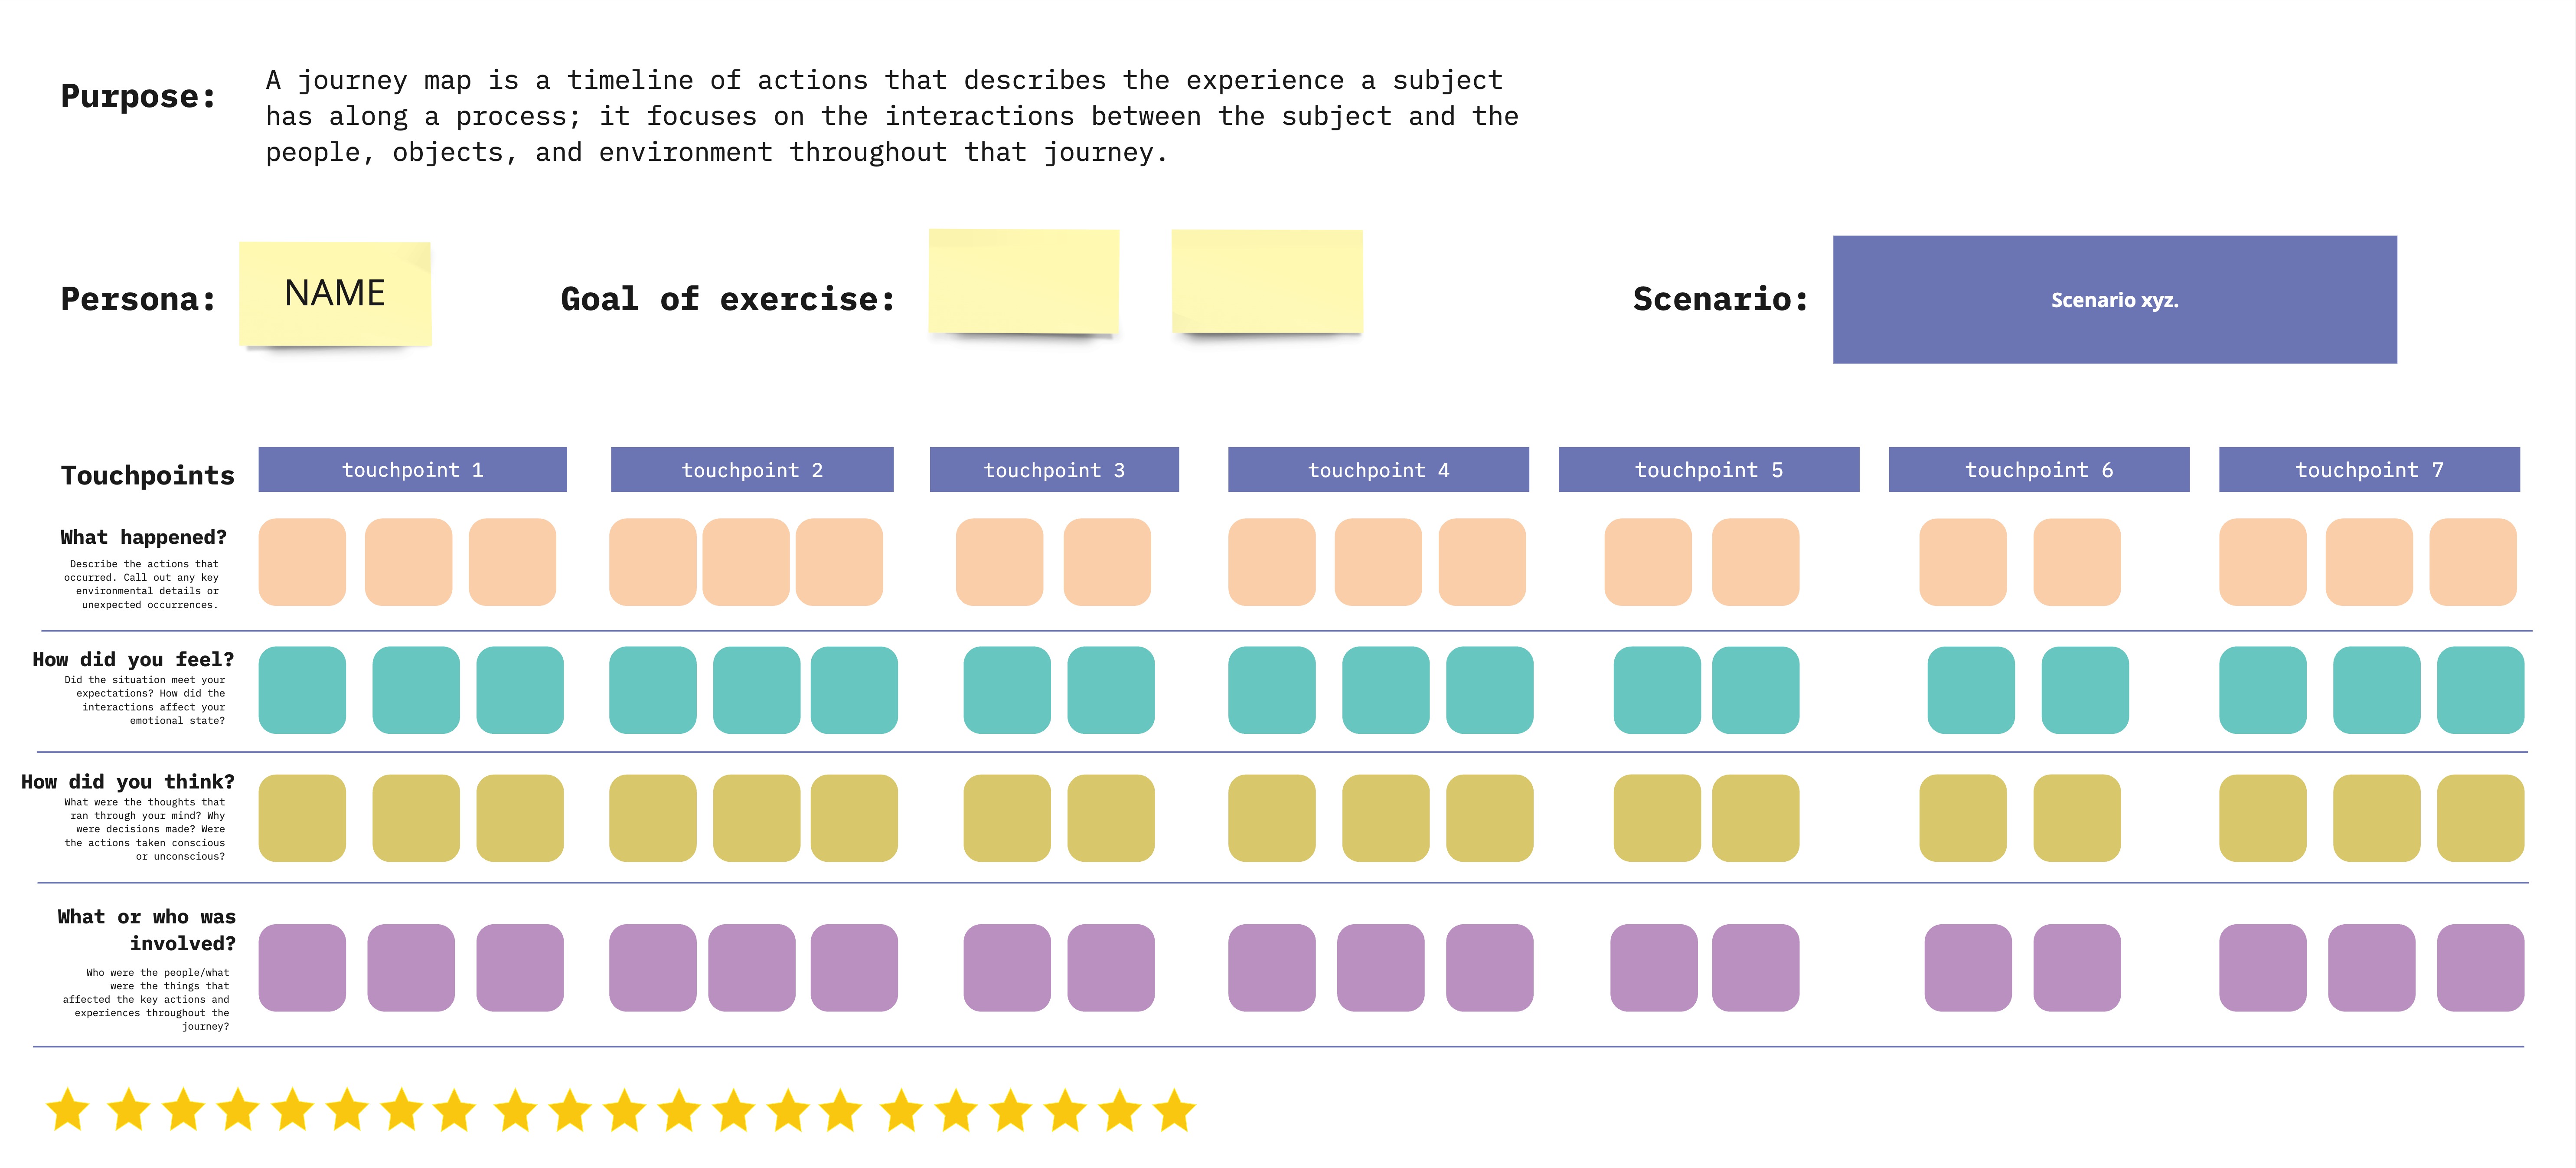 Purpose:
A journey map is a timeline of actions that describes the experience a subject
has along a process; it focuses on the interactions between the subject and the
people, objects, and environment throughout that journey.
Persona:
NAME
Goal of exercise:
Scenario:
Scenario xyz.
Touchpoints
touchpoint 1
touchpoint 2
touchpoint 3
touchpoint 4
touchpoint 5
touchpoint 6
touchpoint 7
What happened?
Describe the actions that
occurred. Call out any key
environmental details or
unexpected occurrences.
How did you feel?
Did the situation meet your
expectations? How did the
interactions affect your
emotional state?
How did you think?
What were the thoughts that
ran through your mind? Why
were decisions made? Were
the actions taken conscious
or unconscious?
What or who was
involved?
Who were the people/what
were the things that
affected the key actions and
experiences throughout the
journey?